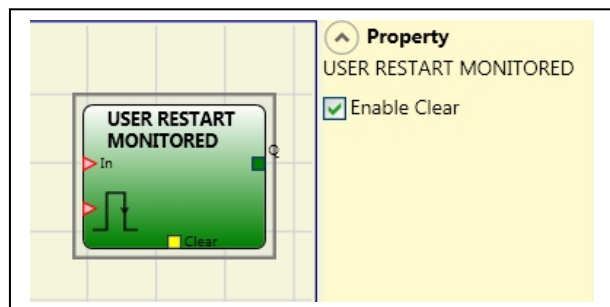 USER RESTART
MONITORED
In
Q
Clear
Property
USER RESTART MONITORED
Enable Clear